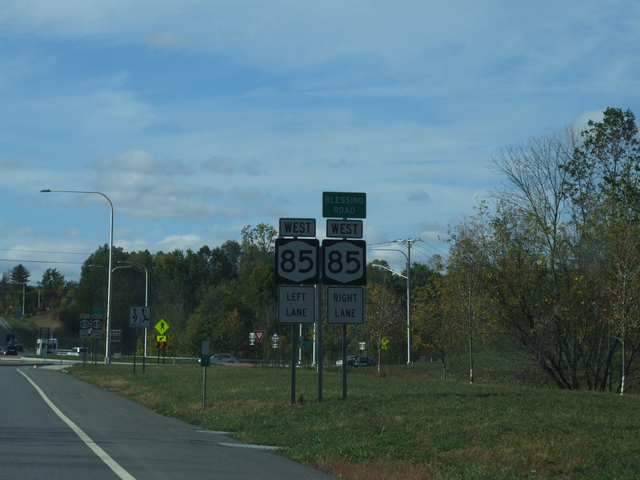 BLESSING
ROAD
WEST
WEST
85
85
LEFT
LANE
RIGHT
LANE